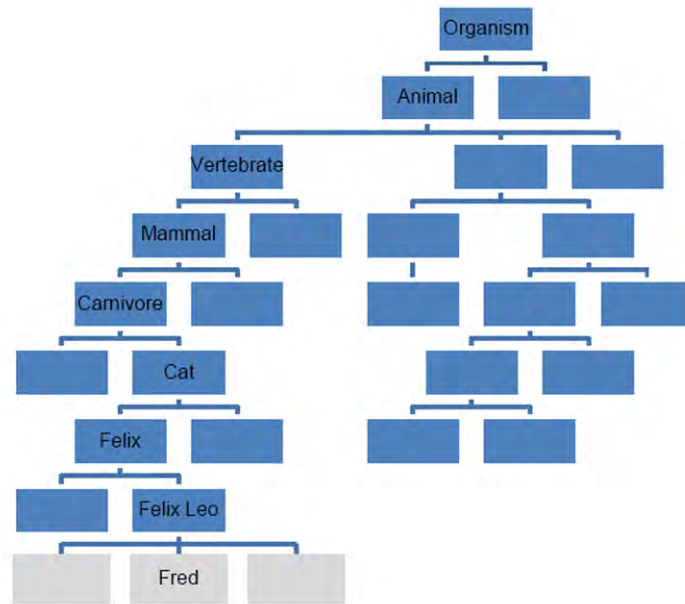 Organism
Animal
Vertebrate
Mammal
Carnivore
Cat
Felix
Felix Leo
Fred